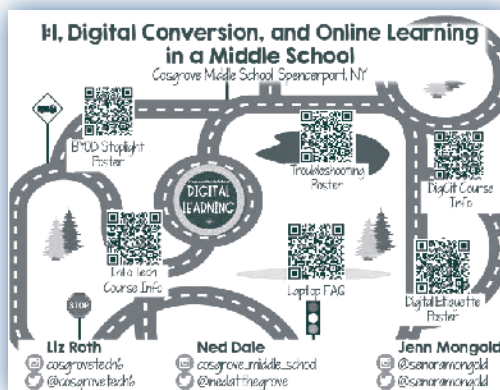 1:1, Digital Conversion, and Online Learning
in a Middle School
Cosgrove Middle School Spencerport, NY
BYOD Stoplight
Poster
Troubleshooting
Poster
DigCit Course
Info
DIGITAL
LEARNING
Intro Tech
Course Info
Laptop FAQ
Digital Etiquette
Poster
STOP
Liz Roth
cosgrovetech6
@cosgrovetech6
Ned Dale
cosgrove_middle_school
@nedatthegrove
Jenn Mongold
@senoramongold
@senoramongold